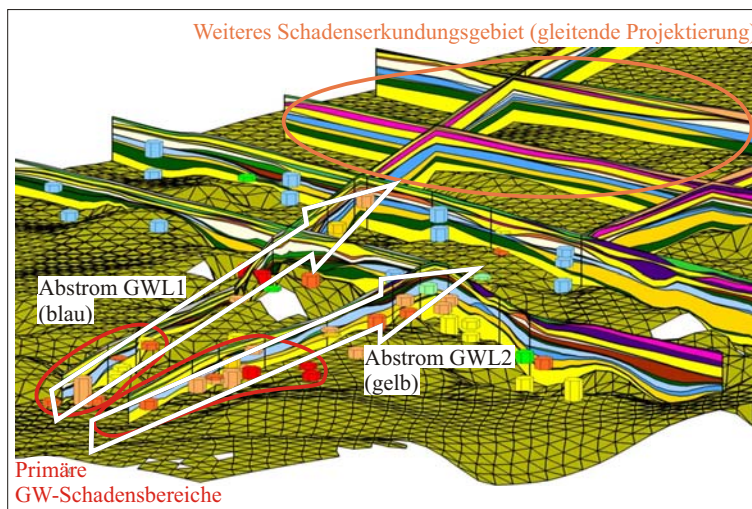 Weiteres Schadenserkundungsgebiet (gleitende Projektierung)
Abstrom GWL1
(blau)
Abstrom GWL2
(gelb)
Primäre
GW-Schadensbereiche